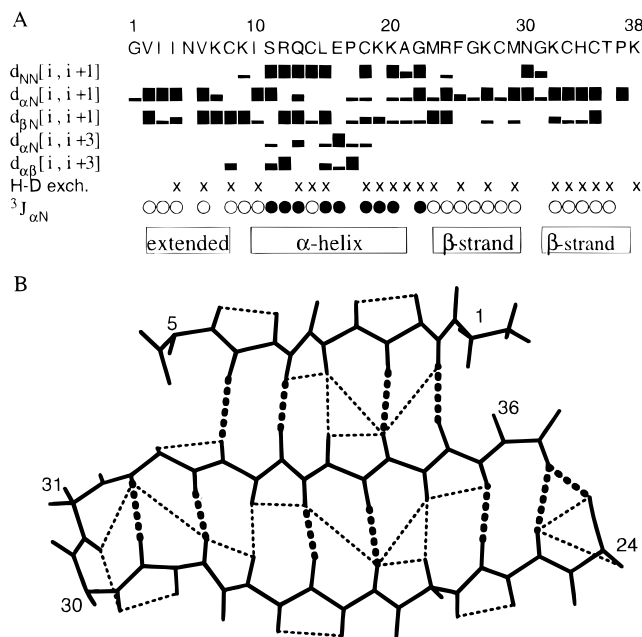 A
1 10 20 30 38
GVIINVKCKISRQCLEPCKKAGMRFGKCMNGKCHCTPK
dNN[i,i+1]
dαN[i,i+1]
dβN[i,i+1]
dαN[i,i+3]
dαβ[i,i+3]
H-D exch. x x x x x x x x x x x x x x x x x x x x
3JαN
extended α-helix β-strand β-strand
B
5 1
36
31
24
30